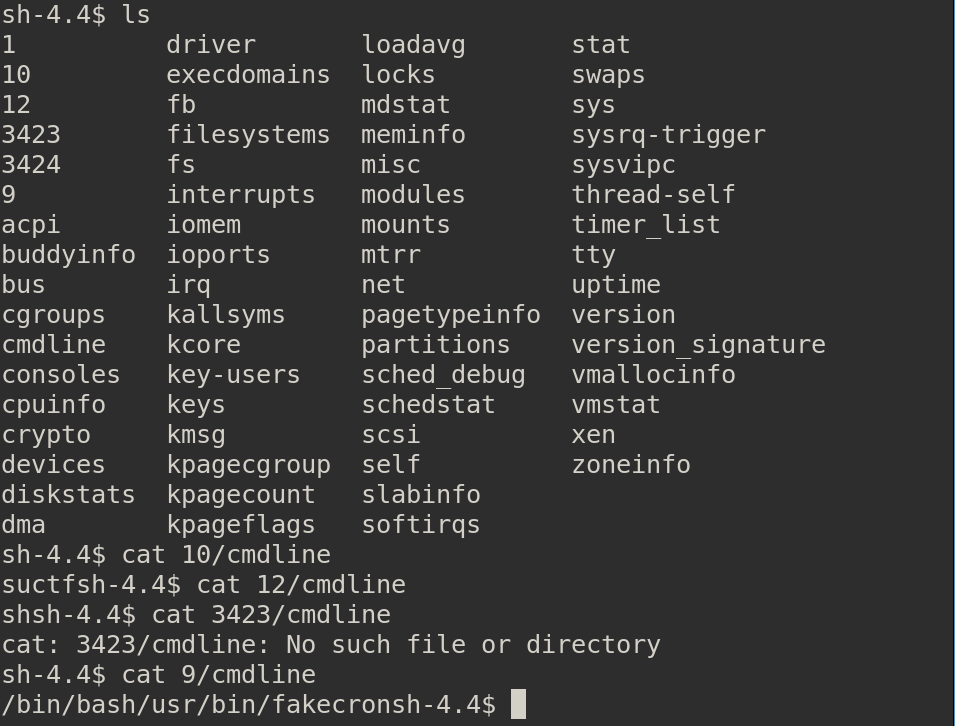 sh-4.4$ ls
1          driver       loadavg       stat
10         execdomains  locks         swaps
12         fb           mdstat        sys
3423       filesystems  meminfo       sysrq-trigger
3424       fs           misc          sysvipc
9          interrupts   modules       thread-self
acpi       iomem        mounts        timer_list
buddyinfo  ioports      mtrr          tty
bus        irq          net           uptime
cgroups    kallsyms     pagetypeinfo  version
cmdline    kcore        partitions    version_signature
consoles   key-users    sched_debug   vmallocinfo
cpuinfo    keys         schedstat     vmstat
crypto     kmsg         scsi          xen
devices    kpagecgroup  self          zoneinfo
diskstats  kpagecount   slabinfo
dma        kpageflags   softirqs
sh-4.4$ cat 10/cmdline
suctfsh-4.4$ cat 12/cmdline
shsh-4.4$ cat 3423/cmdline
cat: 3423/cmdline: No such file or directory
sh-4.4$ cat 9/cmdline
/bin/bash/usr/bin/fakecronsh-4.4$